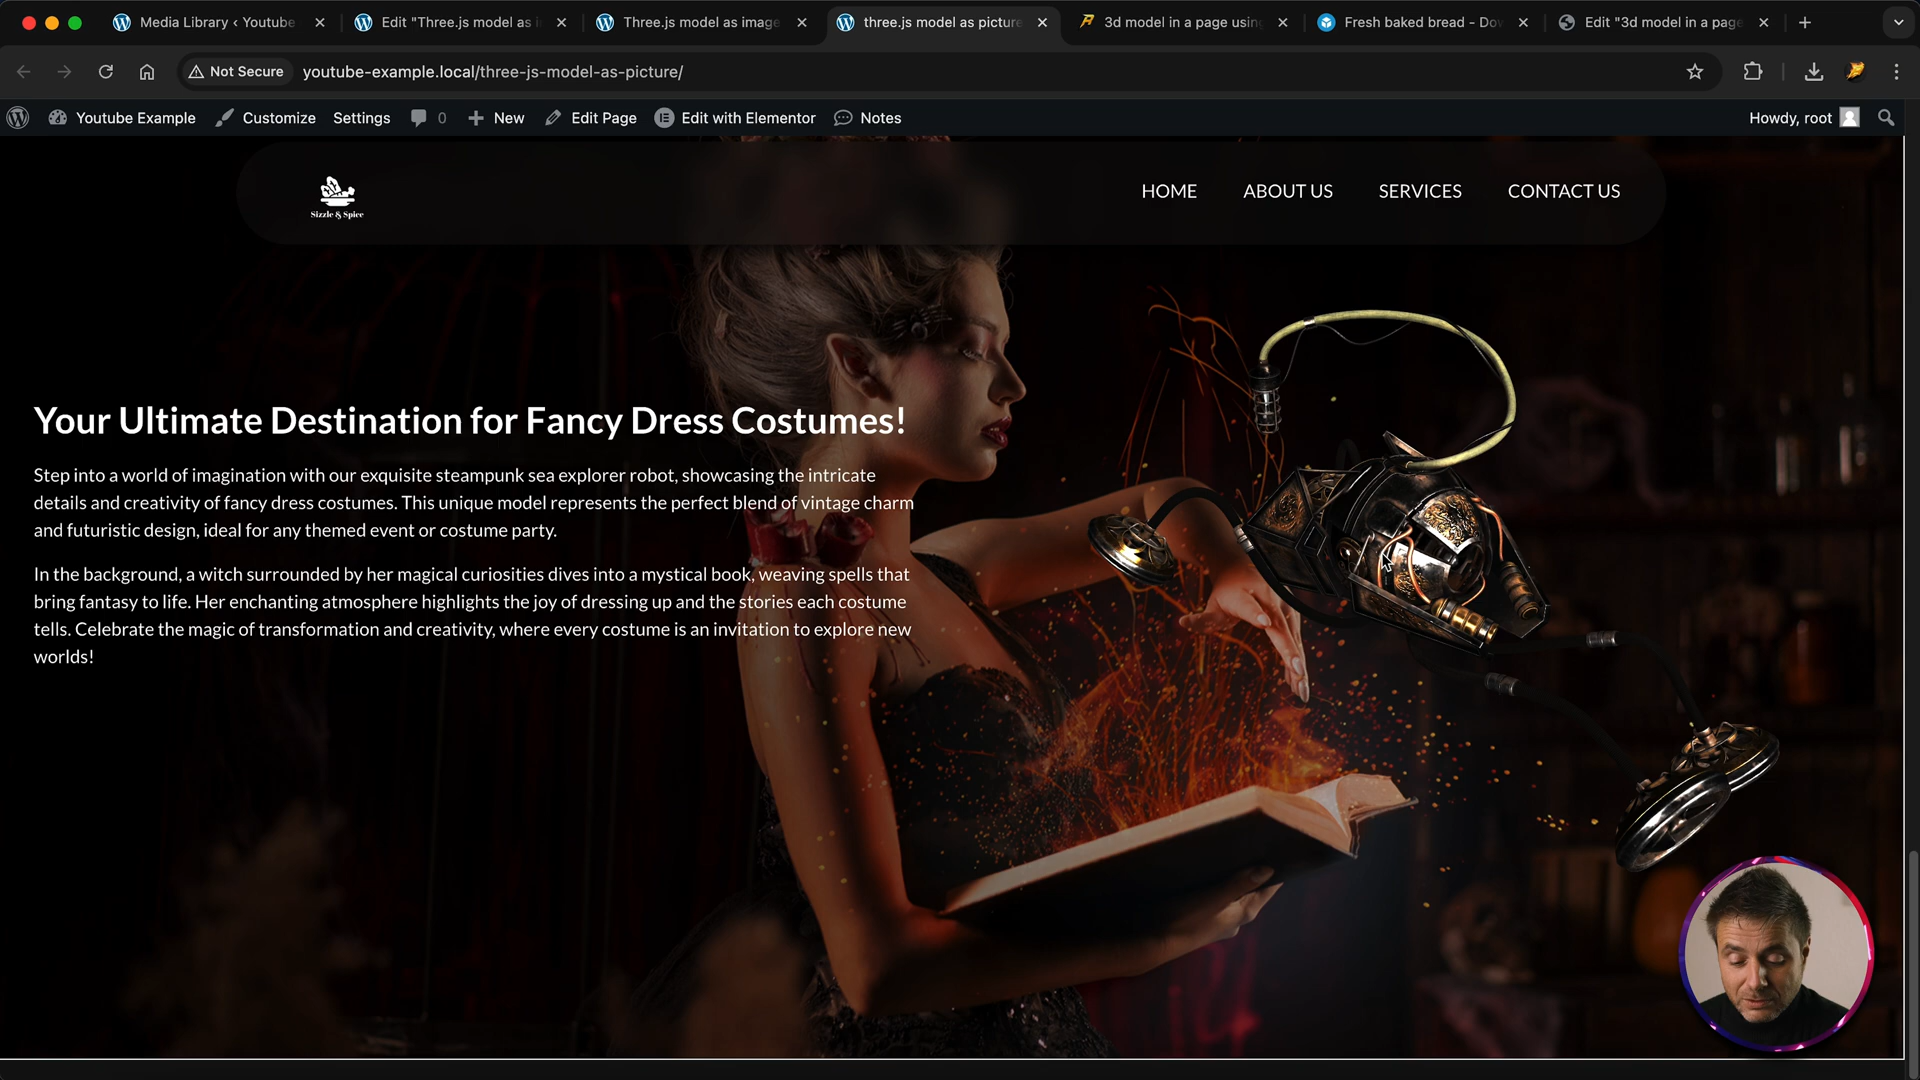 Media Library ‹ Youtube
Edit "Three.js model as i
Three.js model as image
three.js model as picture
3d model in a page using
Fresh baked bread - Dov
Edit "3d model in a page
Not Secure
youtube-example.local/three-js-model-as-picture/
Youtube Example
Customize
Settings
0
New
Edit Page
Edit with Elementor
Notes
Howdy, root
Sizzle & Spice
HOME
ABOUT US
SERVICES
CONTACT US
Your Ultimate Destination for Fancy Dress Costumes!
Step into a world of imagination with our exquisite steampunk sea explorer robot, showcasing the intricate
details and creativity of fancy dress costumes. This unique model represents the perfect blend of vintage charm
and futuristic design, ideal for any themed event or costume party.
In the background, a witch surrounded by her magical curiosities dives into a mystical book, weaving spells that
bring fantasy to life. Her enchanting atmosphere highlights the joy of dressing up and the stories each costume
tells. Celebrate the magic of transformation and creativity, where every costume is an invitation to explore new
worlds!